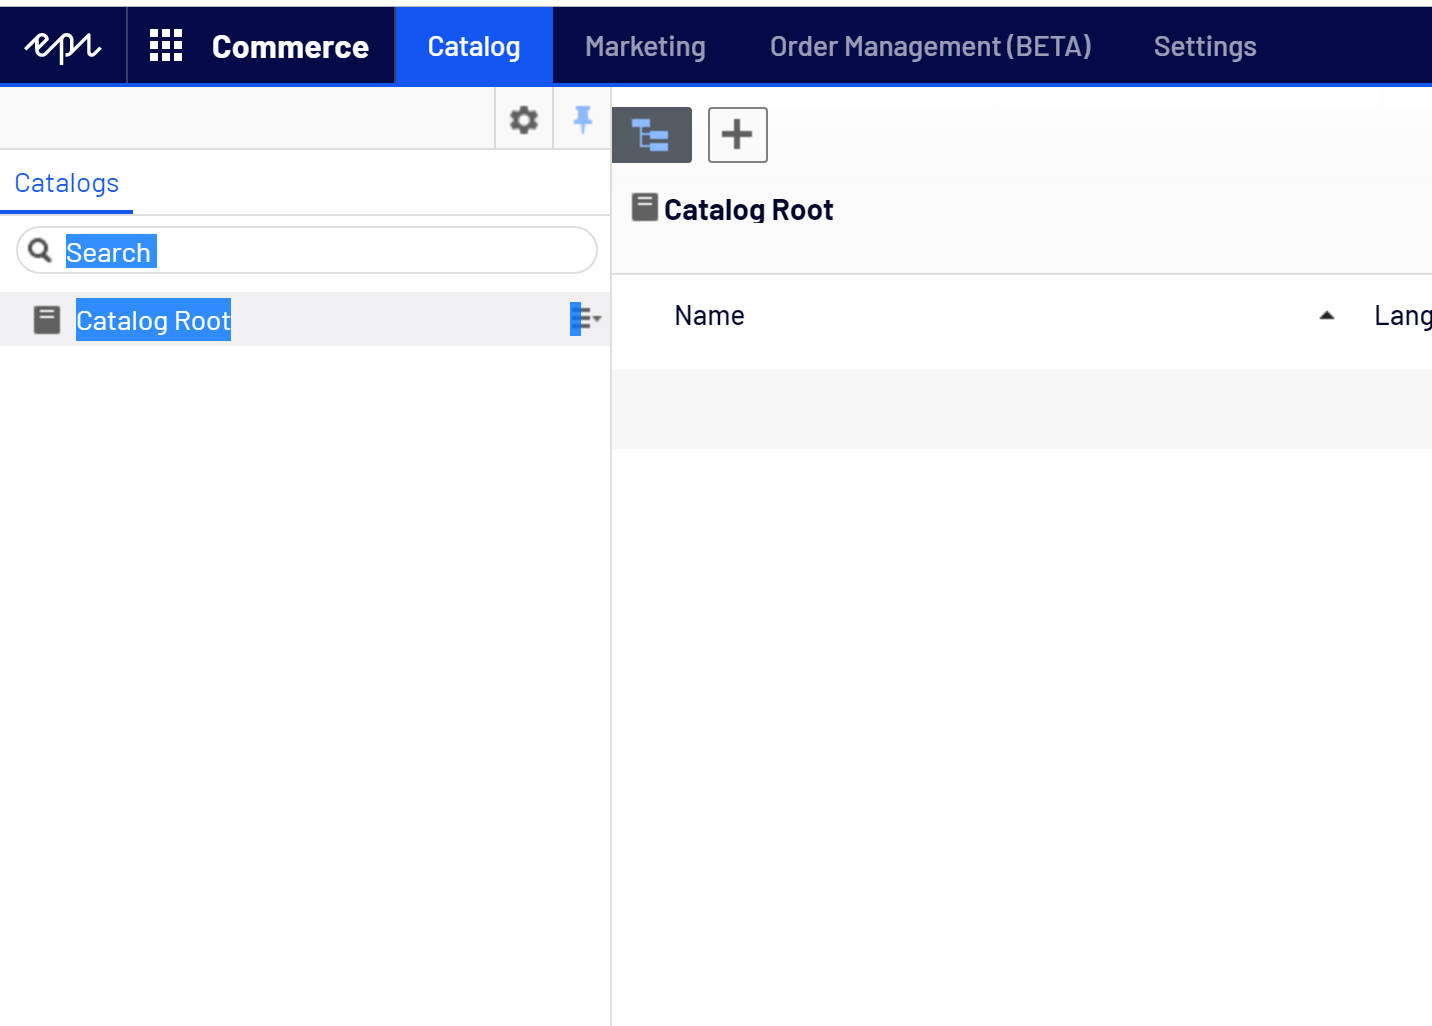 epi Commerce Catalog Marketing Order Management (BETA) Settings
Catalogs
Search
Catalog Root
Catalog Root
Name Lang